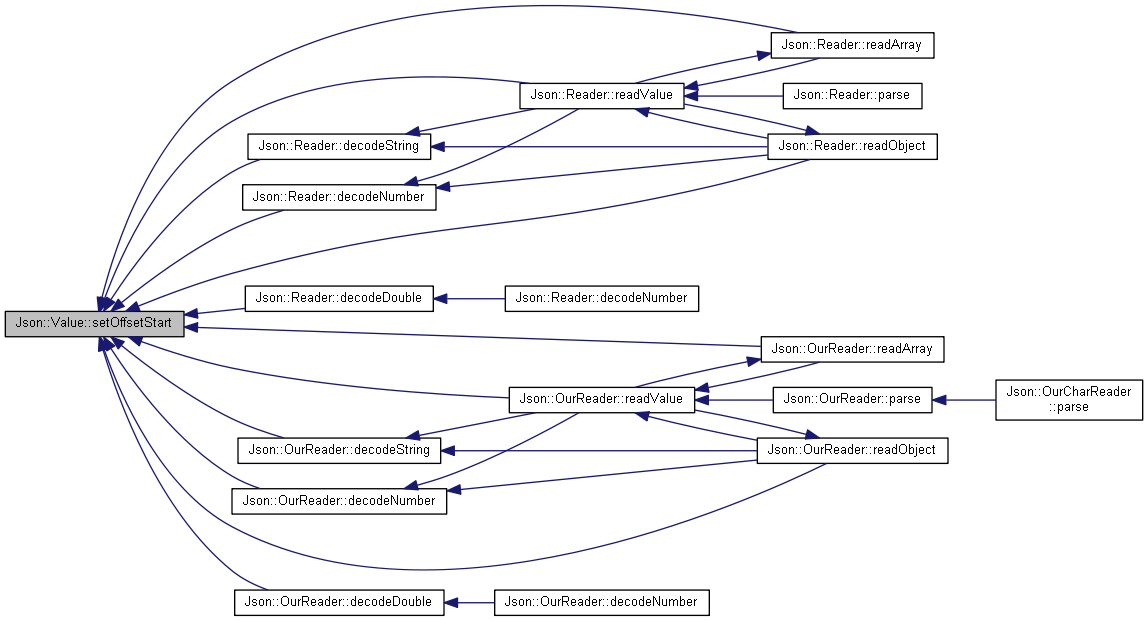 Json::Reader::readArray
Json::Reader::readValue
Json::Reader::parse
Json::Reader::decodeString
Json::Reader::readObject
Json::Reader::decodeNumber
Json::Reader::decodeDouble
Json::Reader::decodeNumber
Json::Value::setOffsetStart
Json::OurReader::readArray
Json::OurReader::readValue
Json::OurReader::parse
Json::OurCharReader
::parse
Json::OurReader::decodeString
Json::OurReader::readObject
Json::OurReader::decodeNumber
Json::OurReader::decodeDouble
Json::OurReader::decodeNumber